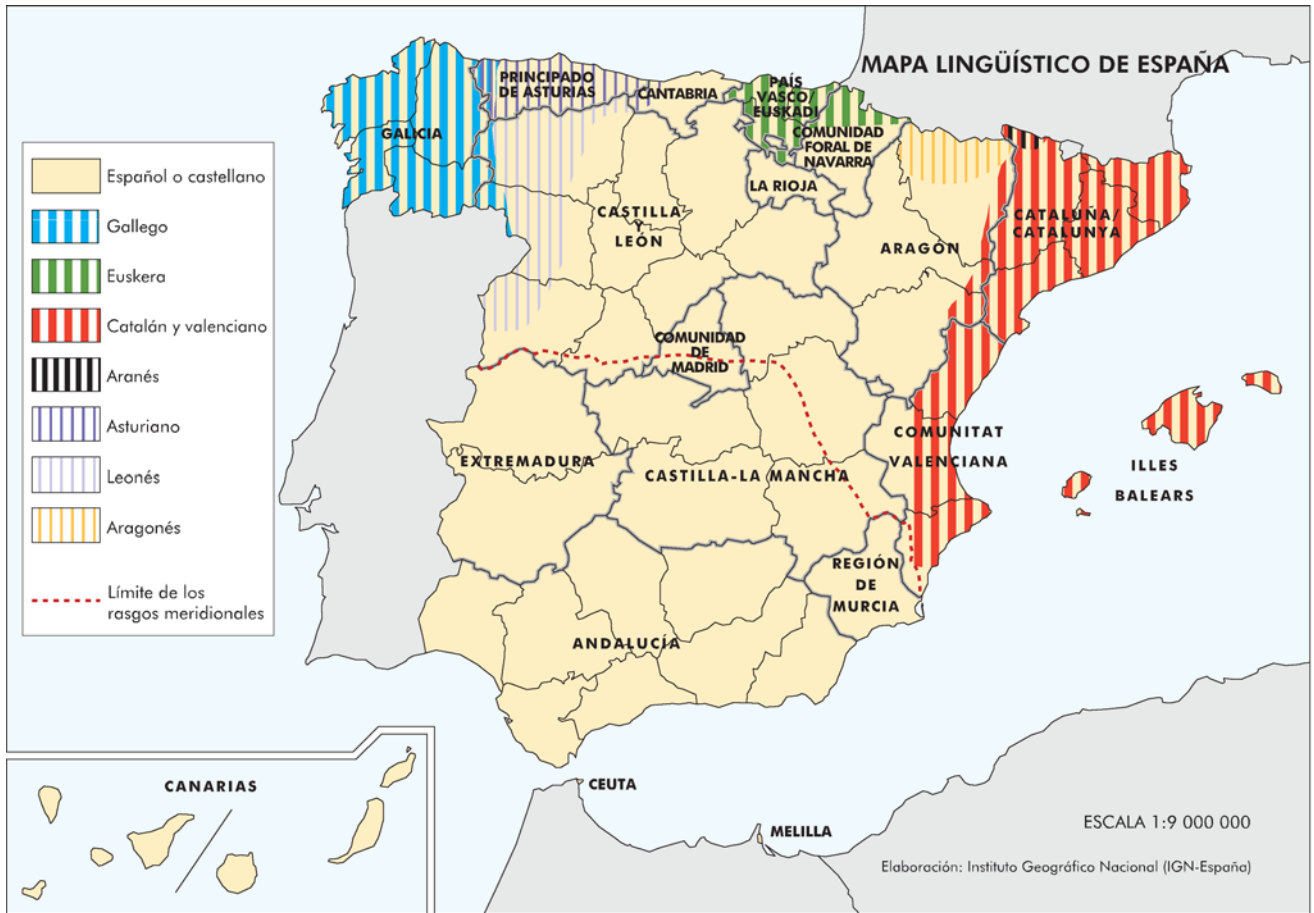 MAPA LINGÜÍSTICO DE ESPAÑA
Español o castellano
Gallego
Euskera
Catalán y valenciano
Aranés
Asturiano
Leonés
Aragonés
Límite de los
rasgos meridionales
GALICIA
PRINCIPADO
DE ASTURIAS
CANTABRIA
PAÍS
VASCO/
EUSKADI
COMUNIDAD
FORAL DE
NAVARRA
LA RIOJA
CASTILLA
Y
LEÓN
ARAGÓN
CATALUÑA/
CATALUNYA
COMUNIDAD
DE
MADRID
EXTREMADURA
CASTILLA-LA MANCHA
COMUNITAT
VALENCIANA
ILLES
BALEARS
REGIÓN
DE
MURCIA
ANDALUCÍA
CANARIAS
CEUTA
MELILLA
ESCALA 1:9 000 000
Elaboración: Instituto Geográfico Nacional (IGN-España)